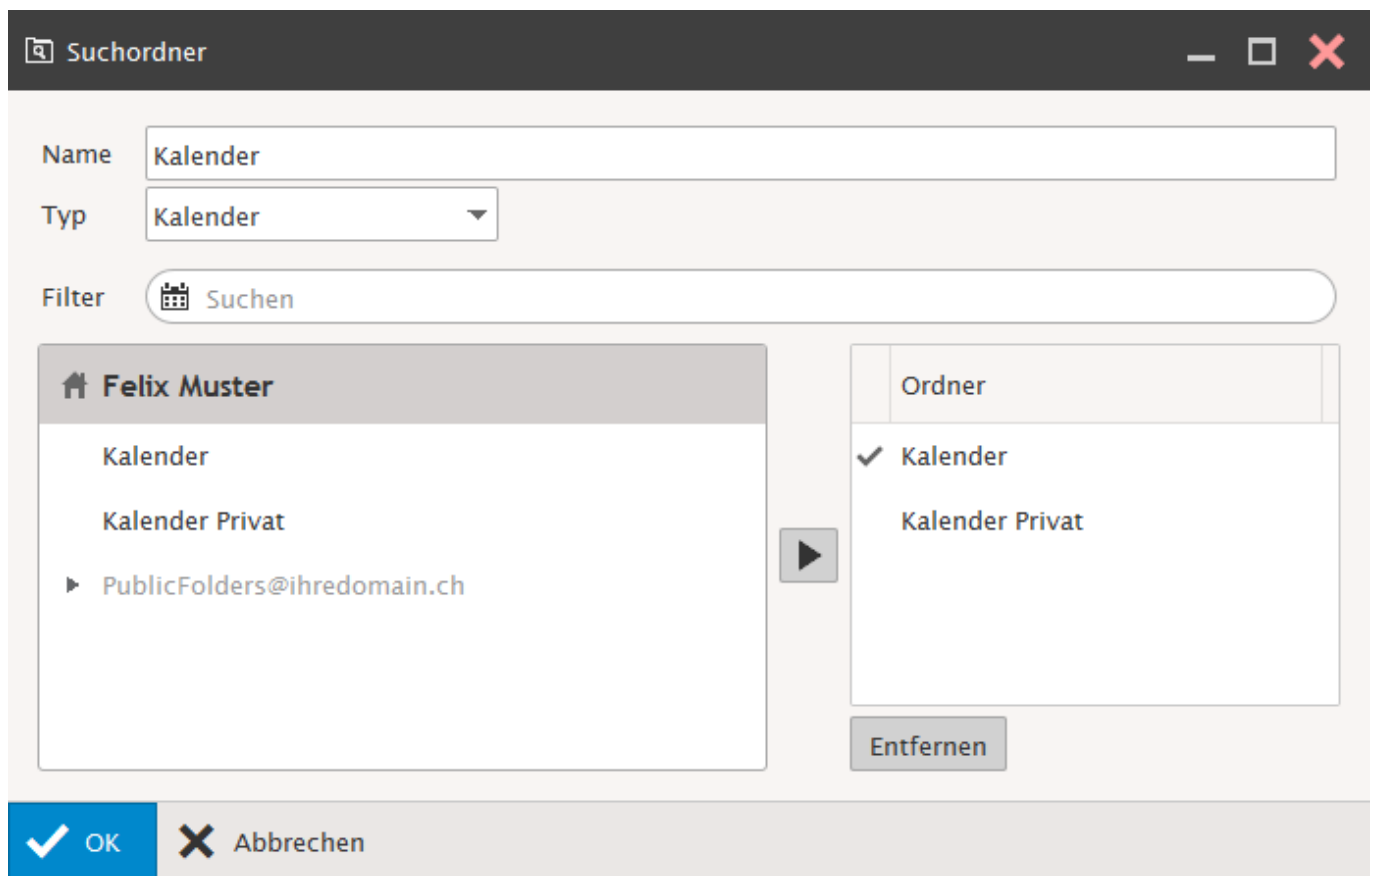 Suchordner
Name Kalender
Typ Kalender
Filter Suchen
Felix Muster
Kalender
Kalender Privat
PublicFolders@ihredomain.ch
Ordner
Kalender
Kalender Privat
Entfernen
OK Abbrechen